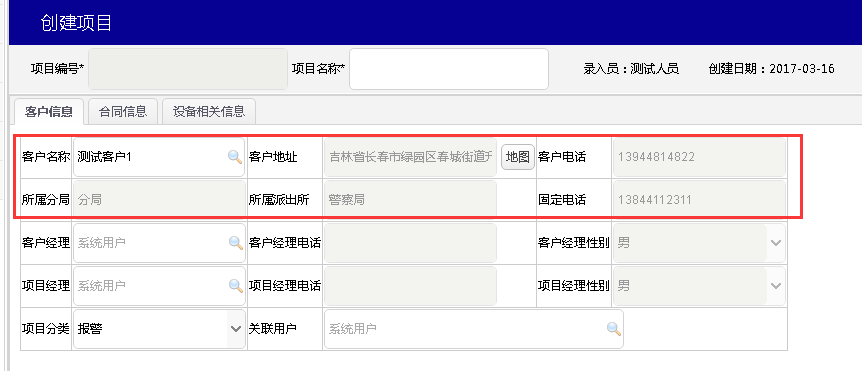 创建项目
项目编号* 项目名称* 录入员：测试人员 创建日期：2017-03-16
客户信息 合同信息 设备相关信息
客户名称 测试客户1 客户地址 吉林省长春市绿园区春城街道 地图 客户电话 13944814822
所属分局 分局 所属派出所 警察局 固定电话 13844112311
客户经理 系统用户 客户经理电话 客户经理性别 男
项目经理 系统用户 项目经理电话 项目经理性别 男
项目分类 报警 关联用户 系统用户